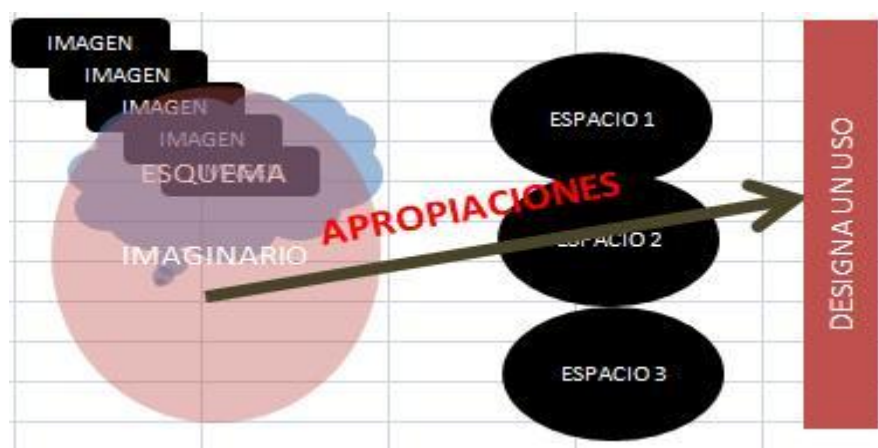 IMAGEN
IMAGEN
IMAGEN
IMAGEN
ESQUEMA
IMAGINARIO
APROPIACIONES
ESPACIO 1
ESPACIO 2
ESPACIO 3
DESIGNA UN USO